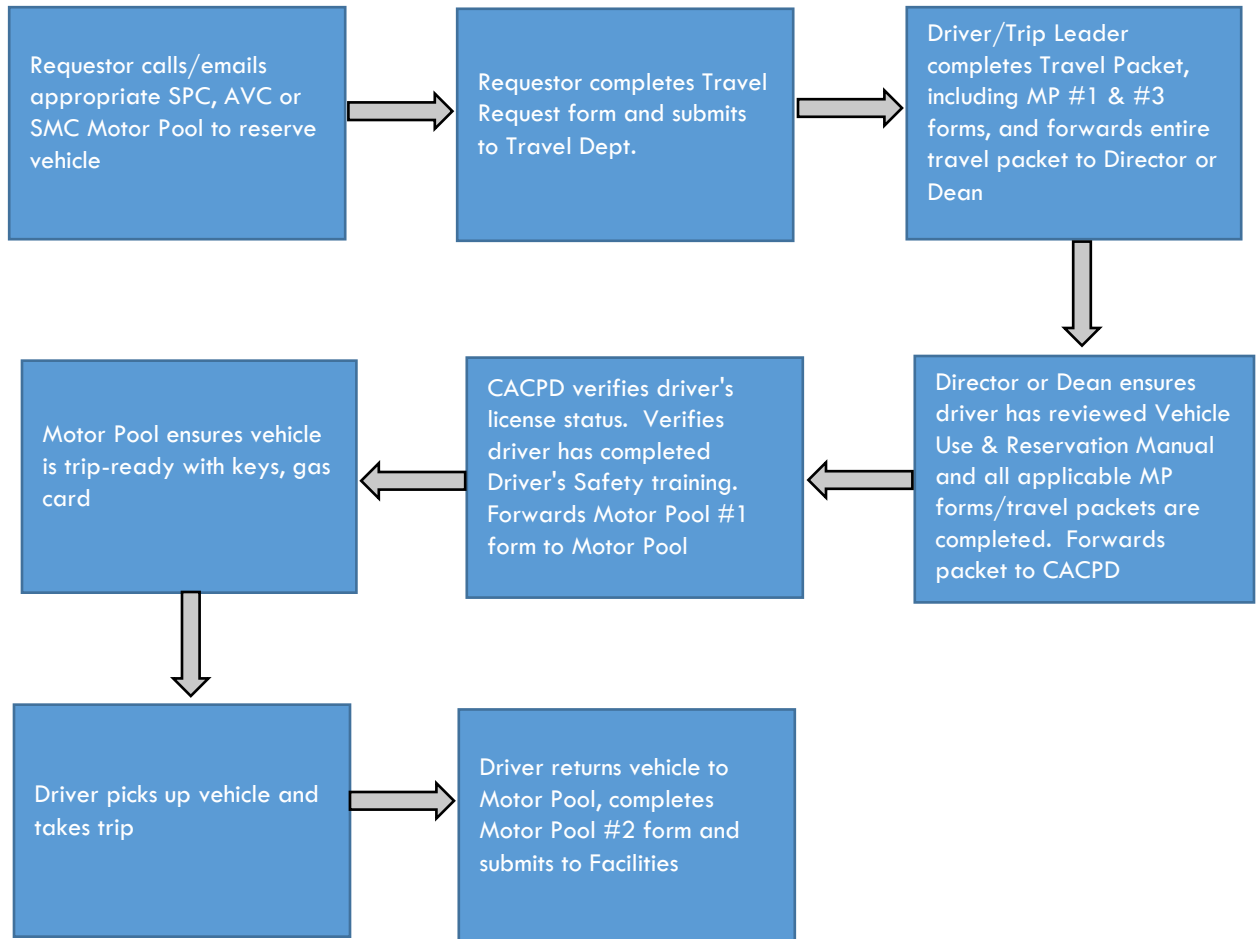 Requestor calls/emails
appropriate SPC, AVC or
SMC Motor Pool to reserve
vehicle
Requestor completes Travel
Request form and submits
to Travel Dept.
Driver/Trip Leader
completes Travel Packet,
including MP #1 & #3
forms, and forwards entire
travel packet to Director or
Dean
Director or Dean ensures
driver has reviewed Vehicle
Use & Reservation Manual
and all applicable MP
forms/travel packets are
completed.  Forwards
packet to CACPD
CACPD verifies driver's
license status.  Verifies
driver has completed
Driver's Safety training.
Forwards Motor Pool #1
form to Motor Pool
Motor Pool ensures vehicle
is trip-ready with keys, gas
card
Driver picks up vehicle and
takes trip
Driver returns vehicle to
Motor Pool, completes
Motor Pool #2 form and
submits to Facilities